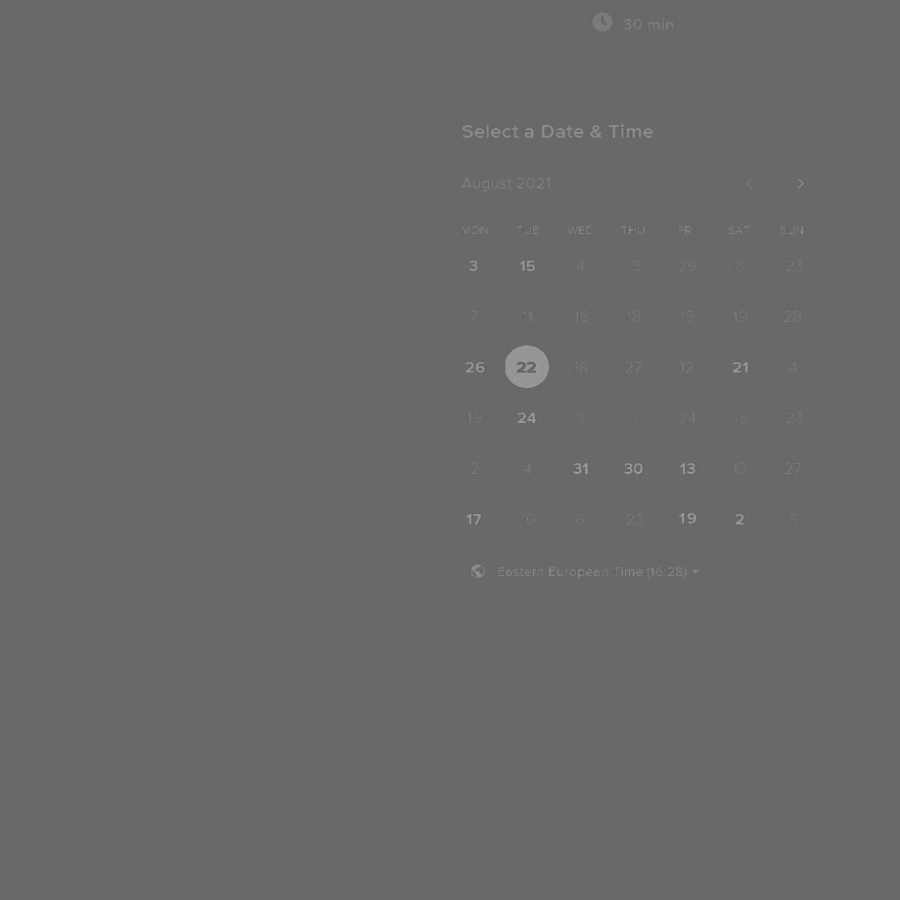 30 min
Select a Date & Time
August 2021
MON TUE WED THU FRI SAT SUN
3 15 4 15 29 6 23
7 11 16 18 15 19 28
26 22 18 27 12 21 4
19 24 1 1 24 15 23
2 4 31 30 13 13 27
17 10 6 23 19 2 6
Eastern European Time (16:28)